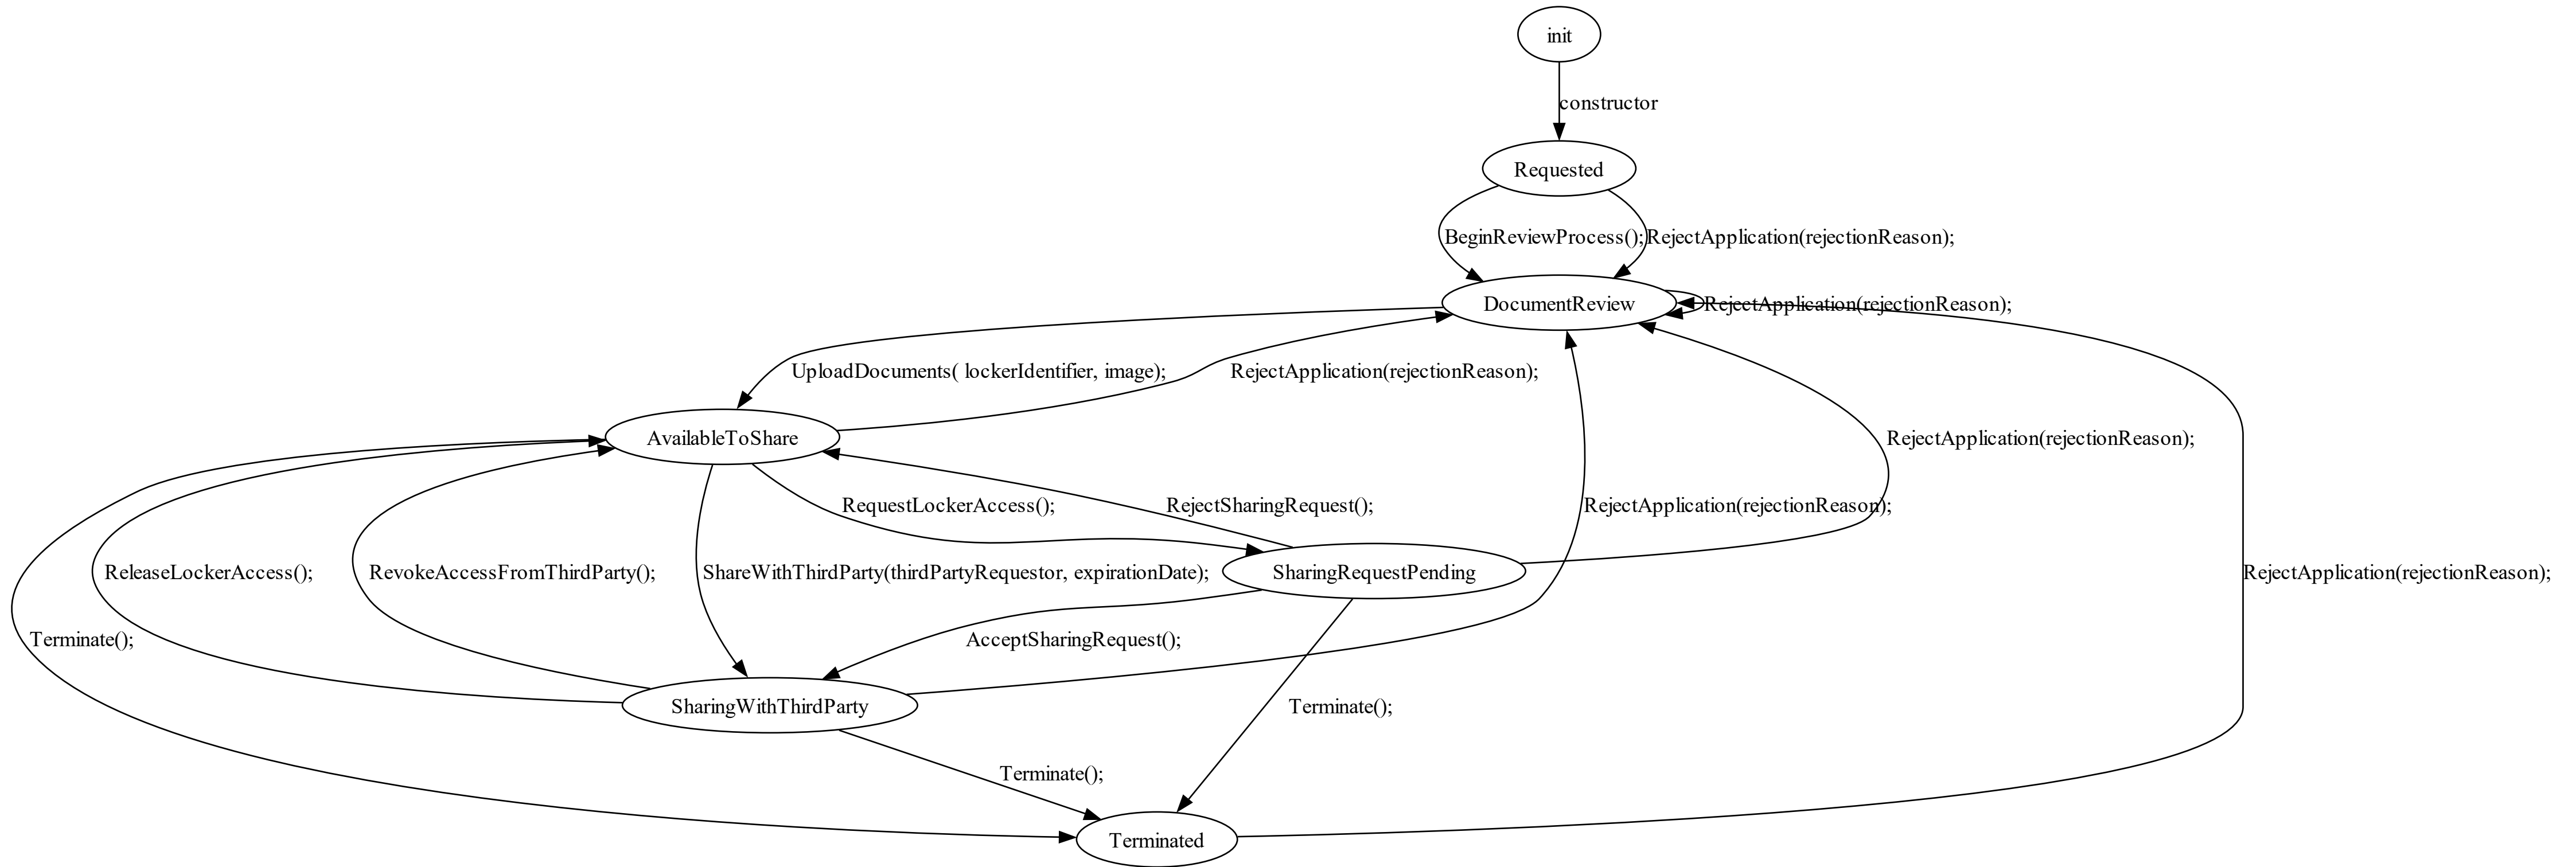 init
constructor
Requested
BeginReviewProcess();
RejectApplication(rejectionReason);
DocumentReview
RejectApplication(rejectionReason);
UploadDocuments( lockerIdentifier, image);
RejectApplication(rejectionReason);
AvailableToShare
RejectApplication(rejectionReason);
RequestLockerAccess();
RejectSharingRequest();
RejectApplication(rejectionReason);
ReleaseLockerAccess();
RevokeAccessFromThirdParty();
ShareWithThirdParty(thirdPartyRequestor, expirationDate);
SharingRequestPending
RejectApplication(rejectionReason);
Terminate();
AcceptSharingRequest();
SharingWithThirdParty
Terminate();
Terminate();
Terminated